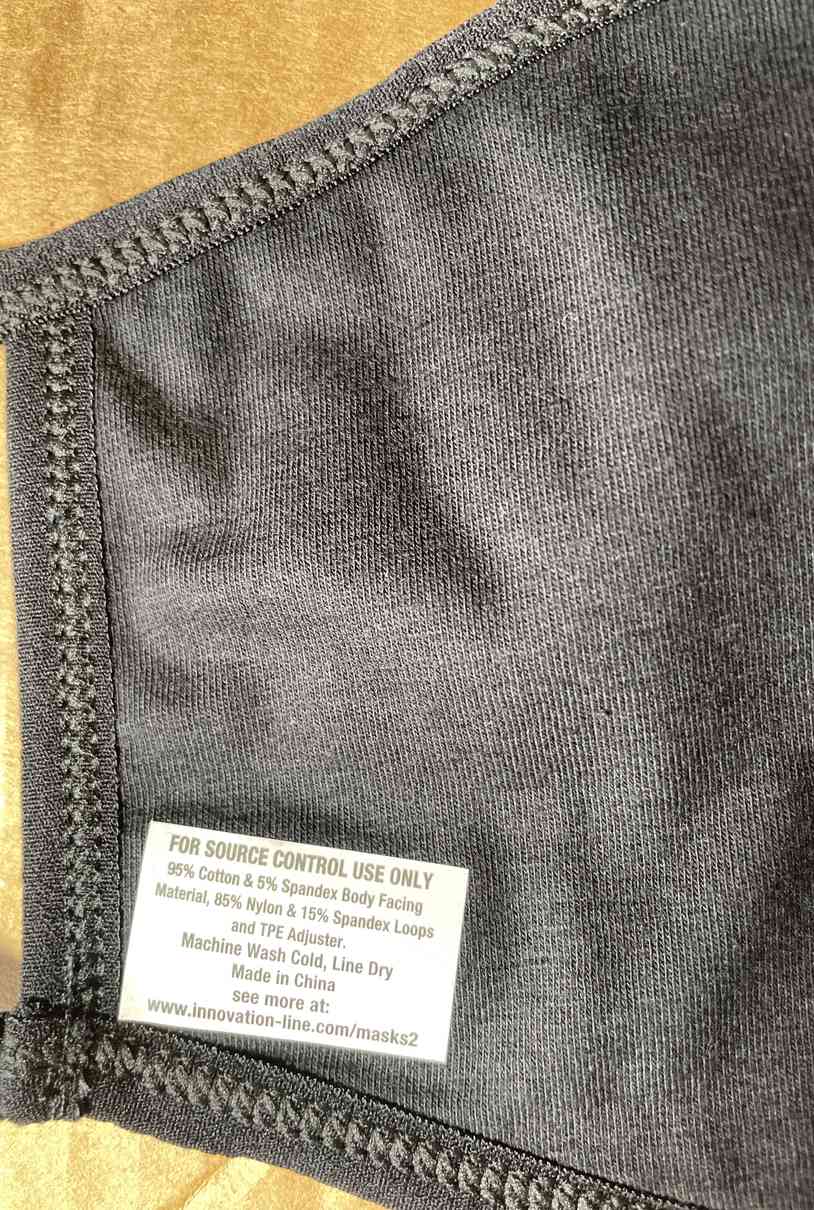 FOR SOURCE CONTROL USE ONLY
95% Cotton & 5% Spandex Body Facing
Material, 85% Nylon & 15% Spandex Loops
and TPE Adjuster.
Machine Wash Cold, Line Dry
Made in China
see more at:
www.innovation-line.com/masks2